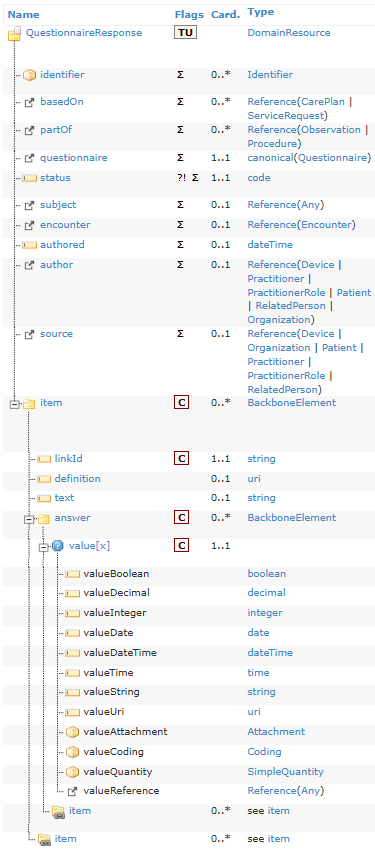 Name Flags Card. Type
QuestionnaireResponse TU DomainResource
identifier Σ 0..* Identifier
basedOn Σ 0..* Reference(CarePlan |
ServiceRequest)
partOf Σ 0..* Reference(Observation |
Procedure)
questionnaire Σ 1..1 canonical(Questionnaire)
status ?! Σ 1..1 code
subject Σ 0..1 Reference(Any)
encounter Σ 0..1 Reference(Encounter)
authored Σ 0..1 dateTime
author Σ 0..1 Reference(Device |
Practitioner |
PractitionerRole | Patient
| RelatedPerson |
Organization)
source Σ 0..1 Reference(Device |
Organization | Patient |
Practitioner |
PractitionerRole |
RelatedPerson)
item C 0..* BackboneElement
linkId C 1..1 string
definition 0..1 uri
text 0..1 string
answer C 0..* BackboneElement
value[x] C 1..1
valueBoolean boolean
valueDecimal decimal
valueInteger integer
valueDate date
valueDateTime dateTime
valueTime time
valueString string
valueUri uri
valueAttachment Attachment
valueCoding Coding
valueQuantity SimpleQuantity
valueReference Reference(Any)
item 0..* see item
item 0..* see item